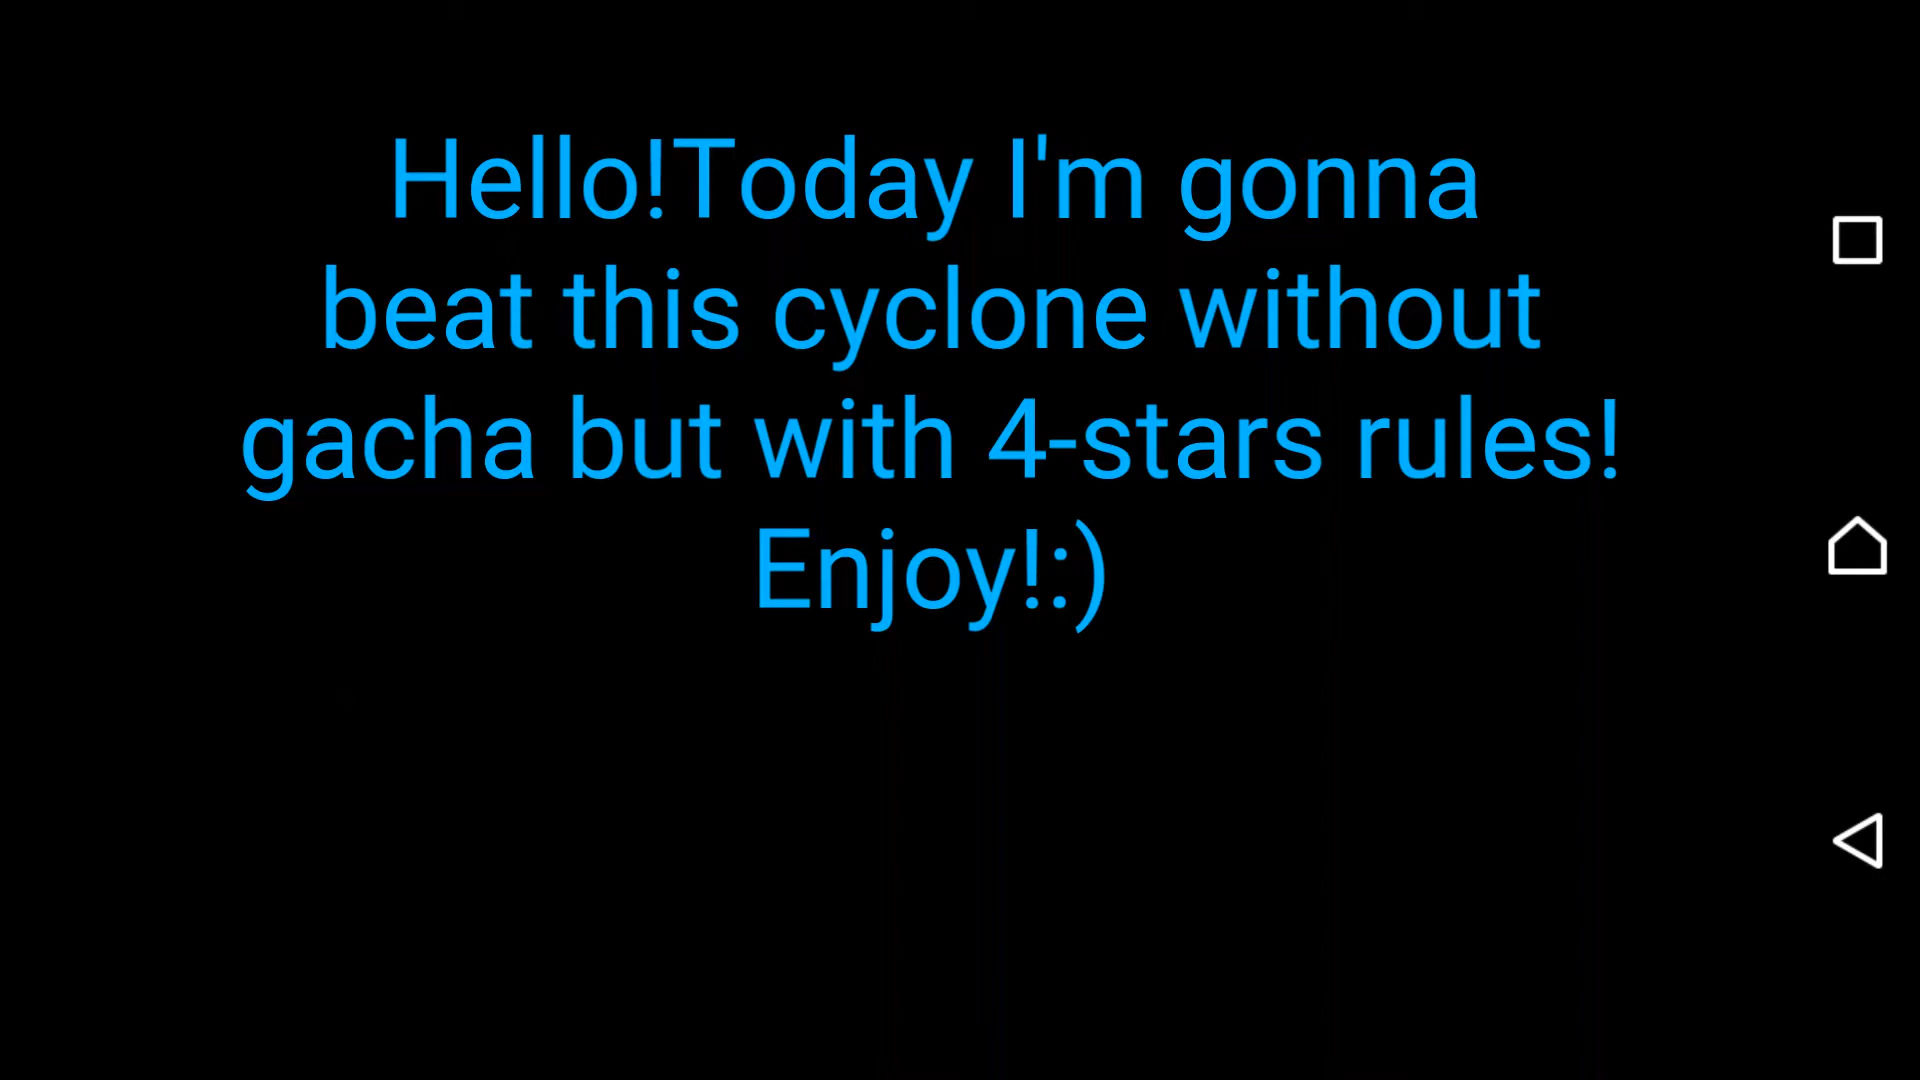 Hello!Today I'm gonna
beat this cyclone without
gacha but with 4-stars rules!
Enjoy!:)